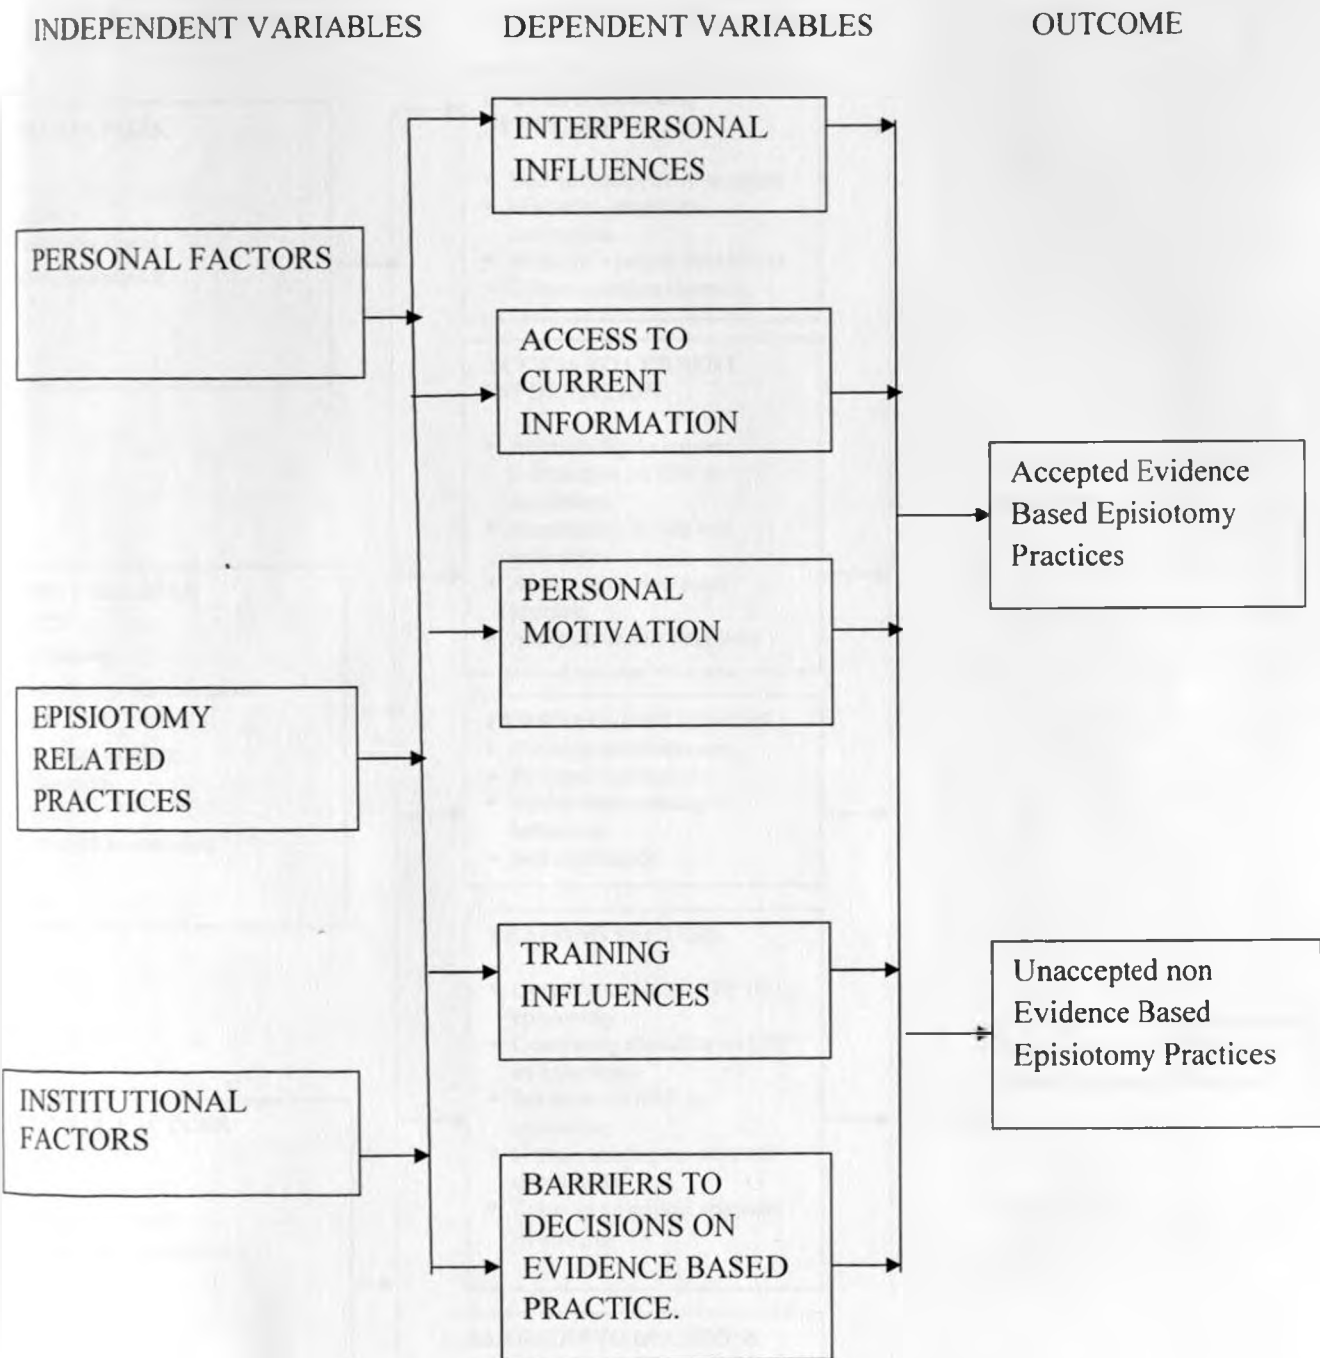 INDEPENDENT VARIABLES
DEPENDENT VARIABLES
OUTCOME
INTERPERSONAL
INFLUENCES
PERSONAL FACTORS
ACCESS TO
CURRENT
INFORMATION
Accepted Evidence
Based Episiotomy
Practices
PERSONAL
MOTIVATION
EPISIOTOMY
RELATED
PRACTICES
TRAINING
INFLUENCES
Unaccepted non
Evidence Based
Episiotomy Practices
INSTITUTIONAL
FACTORS
BARRIERS TO
DECISIONS ON
EVIDENCE BASED
PRACTICE.